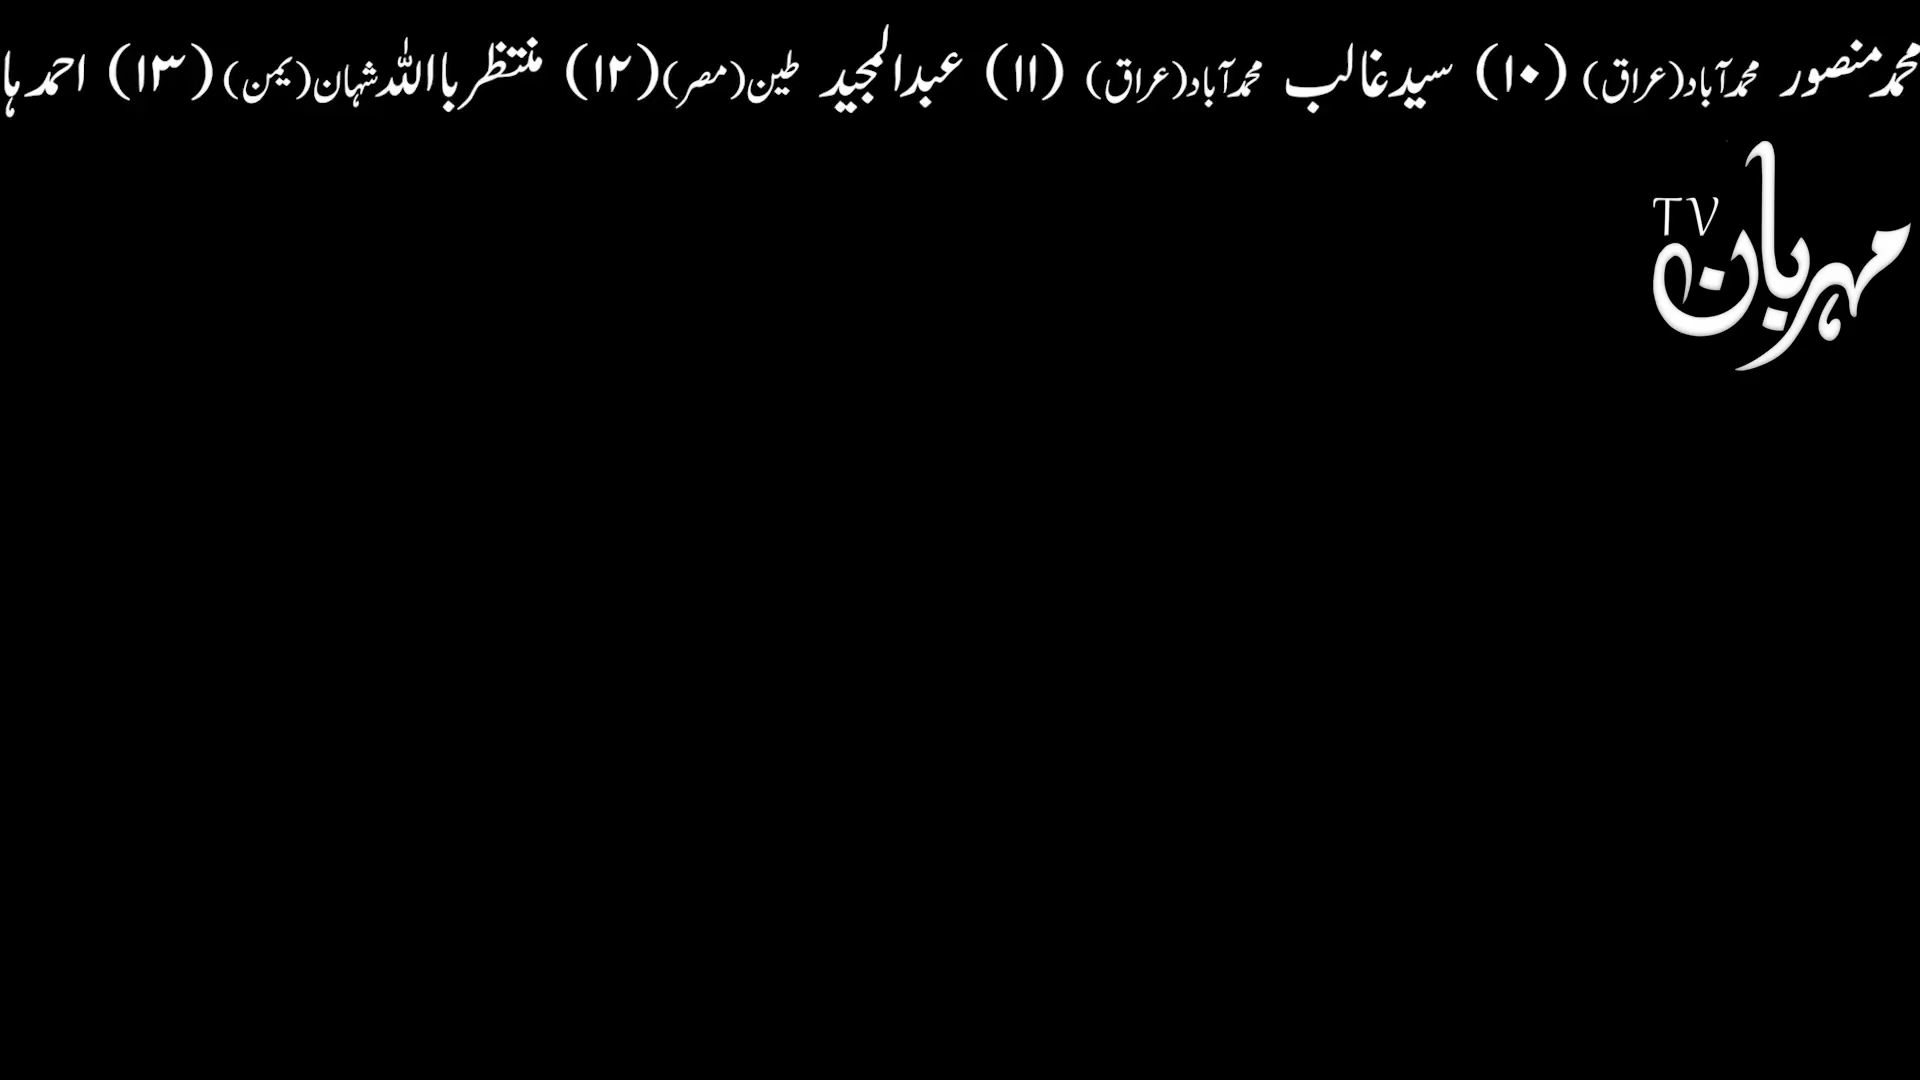 محمد منصور محمد آباد (عراق) (۱۰) سید غالب محمد آباد (عراق) (۱۱) عبدالمجید طین (مصر) (۱۲) منتظر باالله شہان (یمن) (۱۳) احمد ہا
TV
مہربان